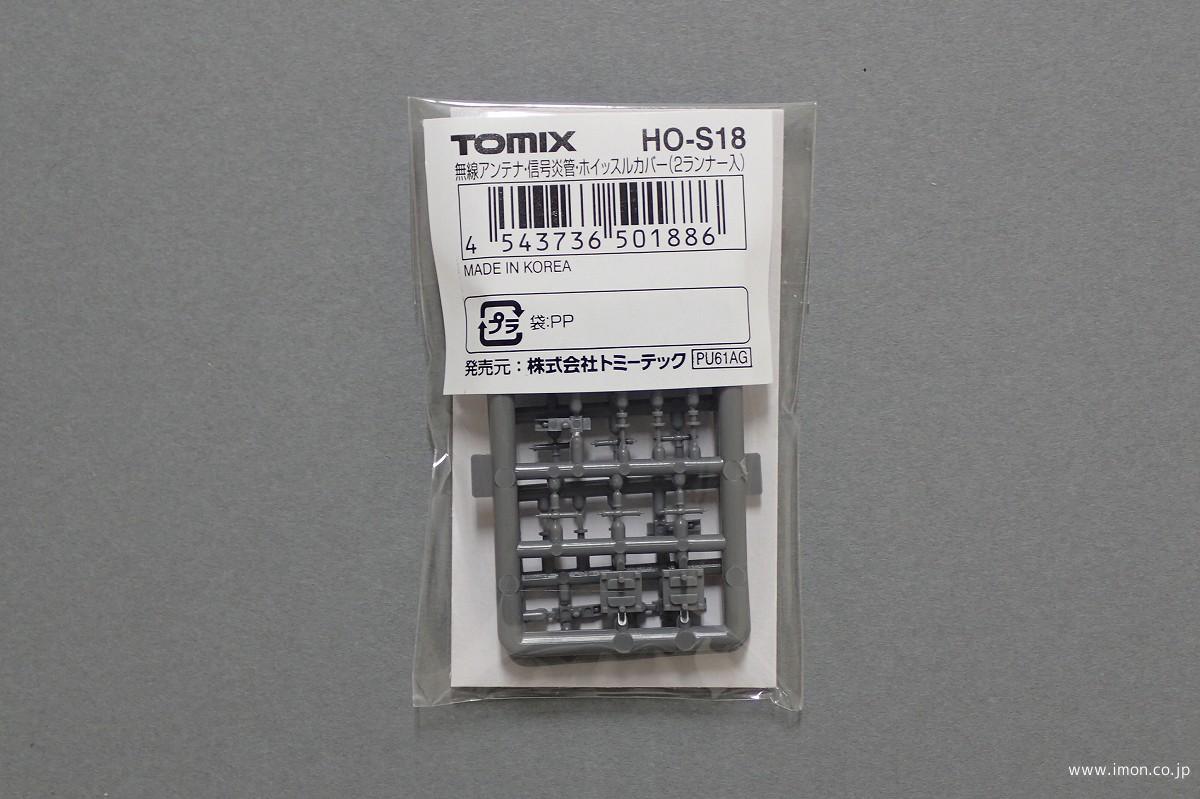 TOMIX HO-S18
無線アンテナ・信号炎管・ホイッスルカバー(2ランナー入)
4 543736 501886
MADE IN KOREA
プラ 袋:PP
発売元：株式会社トミーテック PU61AG
www.imon.co.jp